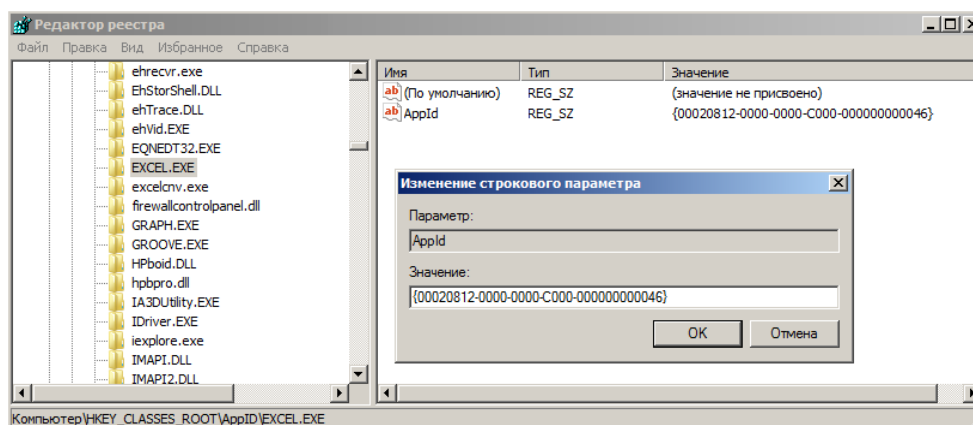 Редактор реестра
Файл Правка Вид Избранное Справка
ehrecvr.exe
EhStorShell.DLL
ehTrace.DLL
ehVid.EXE
EQNEDT32.EXE
EXCEL.EXE
excelcnv.exe
firewallcontrolpanel.dll
GRAPH.EXE
GROOVE.EXE
HPboid.DLL
hpbpro.dll
IA3DUtility.EXE
IDriver.EXE
iexplore.exe
IMAPI.DLL
IMAPI2.DLL
Имя Тип Значение
ab (По умолчанию) REG_SZ (значение не присвоено)
ab AppId REG_SZ {00020812-0000-0000-C000-000000000046}
Изменение строкового параметра
Параметр:
AppId
Значение:
{00020812-0000-0000-C000-000000000046}
OK Отмена
Компьютер\HKEY_CLASSES_ROOT\AppID\EXCEL.EXE